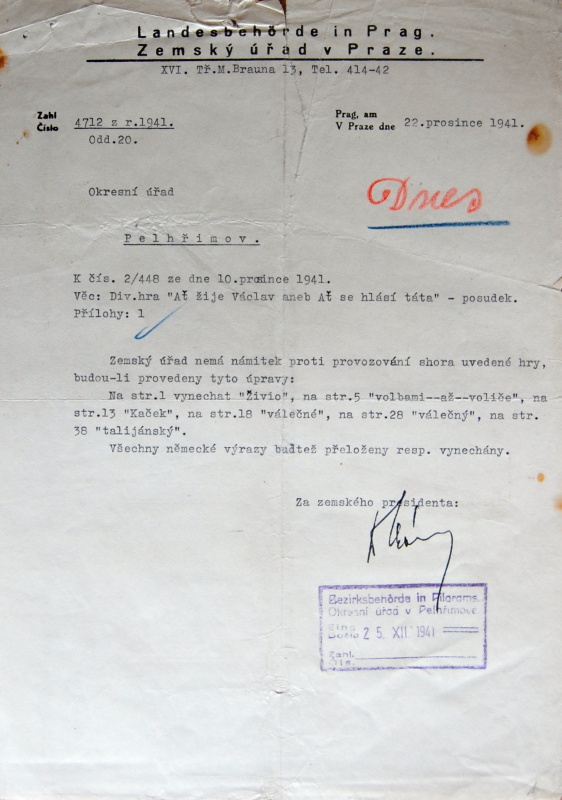 Landesbehörde in Prag.
Zemský úřad v Praze.
XVI. Tř.M.Brauna 13, Tel. 414-42
Zahl
Číslo 4712 z r.1941.
Odd.20.
Prag, am
V Praze dne 22.prosince 1941.
Okresní úřad
Dnes
Pelhřimov.
K čís. 2/448 ze dne 10.prosince 1941.
Věc: Div.hra "Ať žije Václav aneb Ať se hlásí táta" - posudek.
Přílohy: 1
Zemský úřad nemá námitek proti provozování shora uvedené hry,
budou-li provedeny tyto úpravy:
Na str.1 vynechat "Živio", na str.5 "volbami--až--voliče", na
str.13 "Kaček", na str.18 "válečné", na str.28 "válečný", na str.
38 "talijánský".
Všechny německé výrazy buďtež přeloženy resp. vynechány.
Za zemského presidenta:
Bezirksbehörde in Pilgrams.
Okresní úřad v Pelhřimově.
Došlo 25. XII. 1941
Zahl.
Čís.